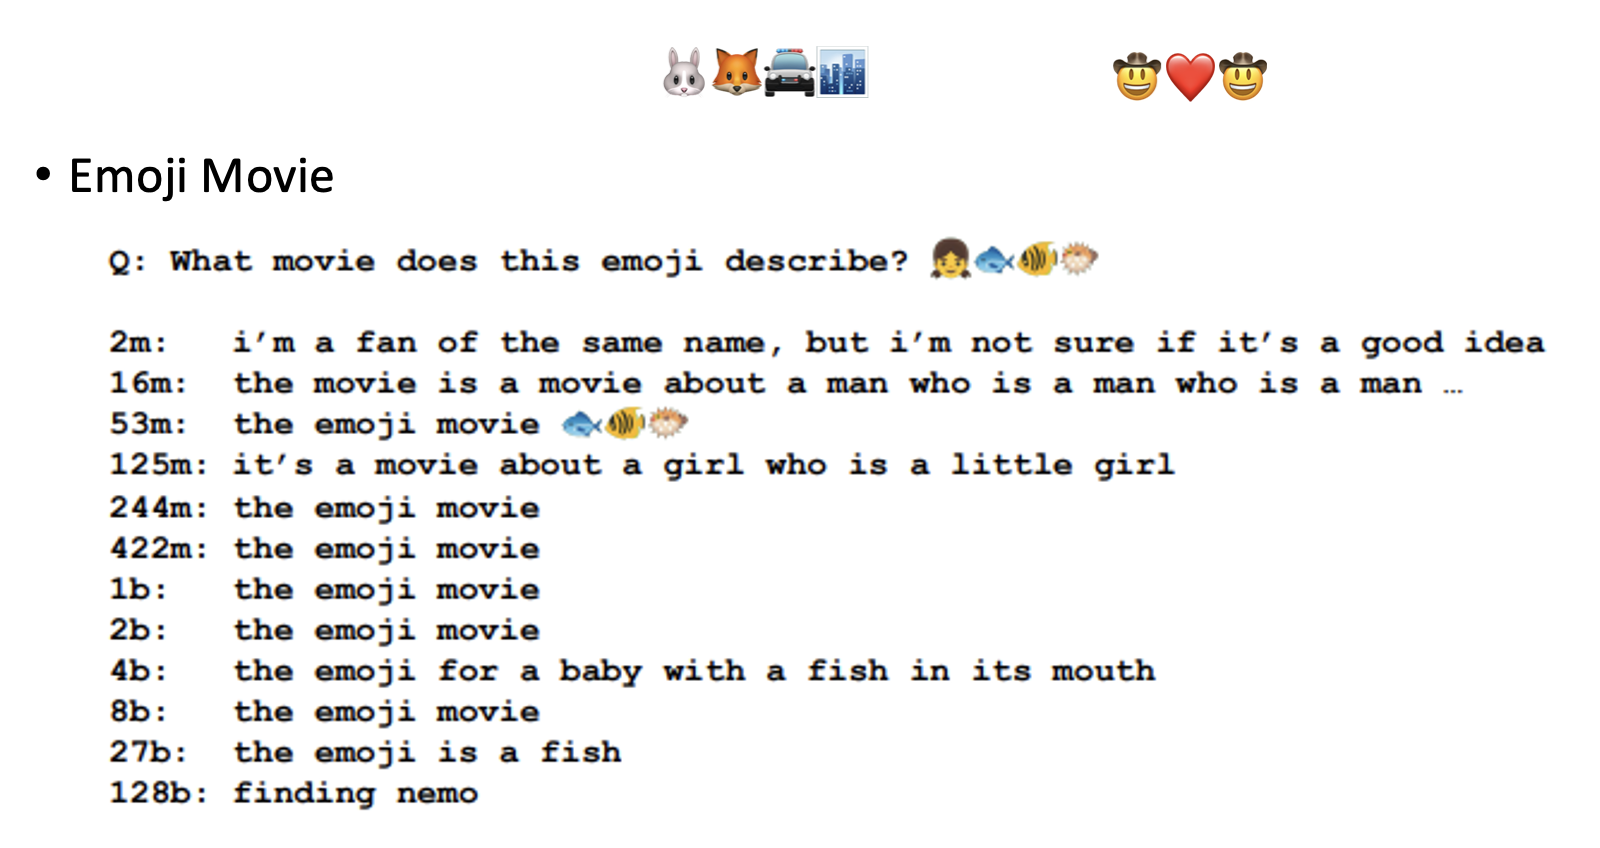 🐰🦊🚔🏙️ 🤠❤️🤠
• Emoji Movie
Q: What movie does this emoji describe? 👧🐟🐠🐡
2m: i’m a fan of the same name, but i’m not sure if it’s a good idea
16m: the movie is a movie about a man who is a man who is a man …
53m: the emoji movie 🐟🐠🐡
125m: it’s a movie about a girl who is a little girl
244m: the emoji movie
422m: the emoji movie
1b: the emoji movie
2b: the emoji movie
4b: the emoji for a baby with a fish in its mouth
8b: the emoji movie
27b: the emoji is a fish
128b: finding nemo